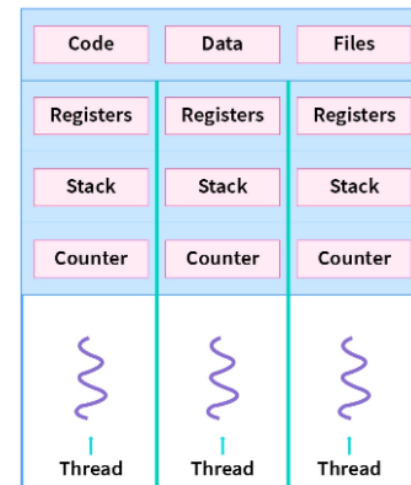 Code Data Files
Registers Registers Registers
Stack Stack Stack
Counter Counter Counter
Thread Thread Thread